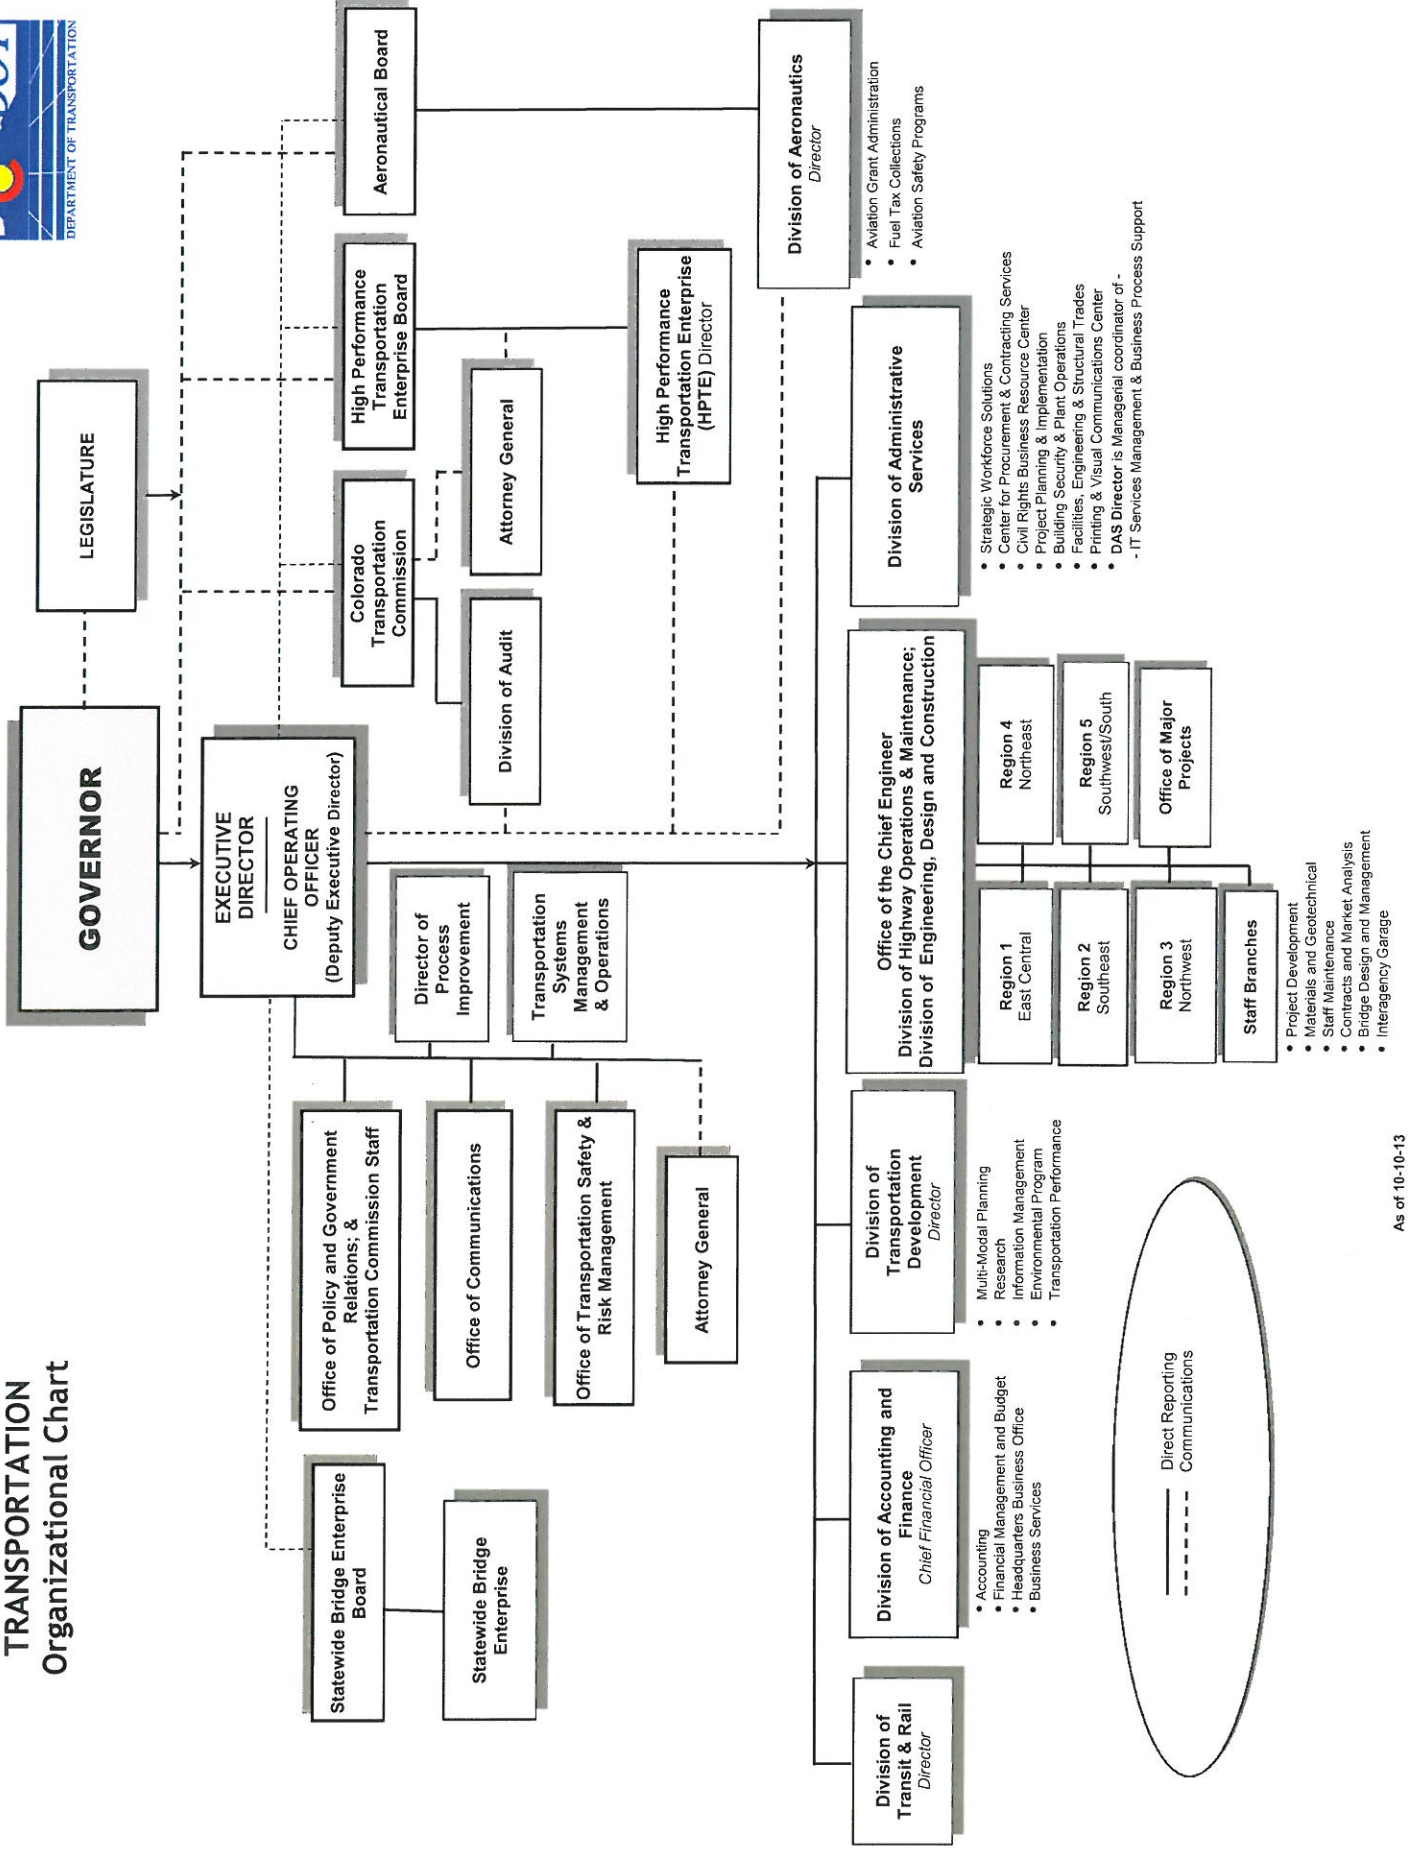 TRANSPORTATION
Organizational Chart
DEPARTMENT OF TRANSPORTATION
GOVERNOR
LEGISLATURE
EXECUTIVE
DIRECTOR
CHIEF OPERATING
OFFICER
(Deputy Executive Director)
Statewide Bridge Enterprise
Board
Statewide Bridge
Enterprise
Office of Policy and Government
Relations; &
Transportation Commission Staff
Office of Communications
Office of Transportation Safety &
Risk Management
Attorney General
Director of
Process
Improvement
Transportation
Systems
Management
& Operations
Colorado
Transportation
Commission
Division of Audit
Attorney General
High Performance
Transportation
Enterprise Board
High Performance
Transportation Enterprise
(HPTE) Director
Aeronautical Board
Division of Aeronautics
Director
• Aviation Grant Administration
• Fuel Tax Collections
• Aviation Safety Programs
Division of
Transit & Rail
Director
Division of Accounting and
Finance
Chief Financial Officer
• Accounting
• Financial Management and Budget
• Headquarters Business Office
• Business Services
Division of
Transportation
Development
Director
• Multi-Modal Planning
• Research
• Information Management
• Environmental Program
• Transportation Performance
Office of the Chief Engineer
Division of Highway Operations & Maintenance;
Division of Engineering, Design and Construction
Region 1
East Central
Region 4
Northeast
Region 2
Southeast
Region 5
Southwest/South
Region 3
Northwest
Office of Major
Projects
Staff Branches
• Project Development
• Materials and Geotechnical
• Staff Maintenance
• Contracts and Market Analysis
• Bridge Design and Management
• Interagency Garage
Division of Administrative
Services
• Strategic Workforce Solutions
• Center for Procurement & Contracting Services
• Civil Rights Business Resource Center
• Project Planning & Implementation
• Building Security & Plant Operations
• Facilities, Engineering & Structural Trades
• Printing & Visual Communications Center
• DAS Director is Managerial coordinator of -
- IT Services Management & Business Process Support
Direct Reporting
Communications
As of 10-10-13